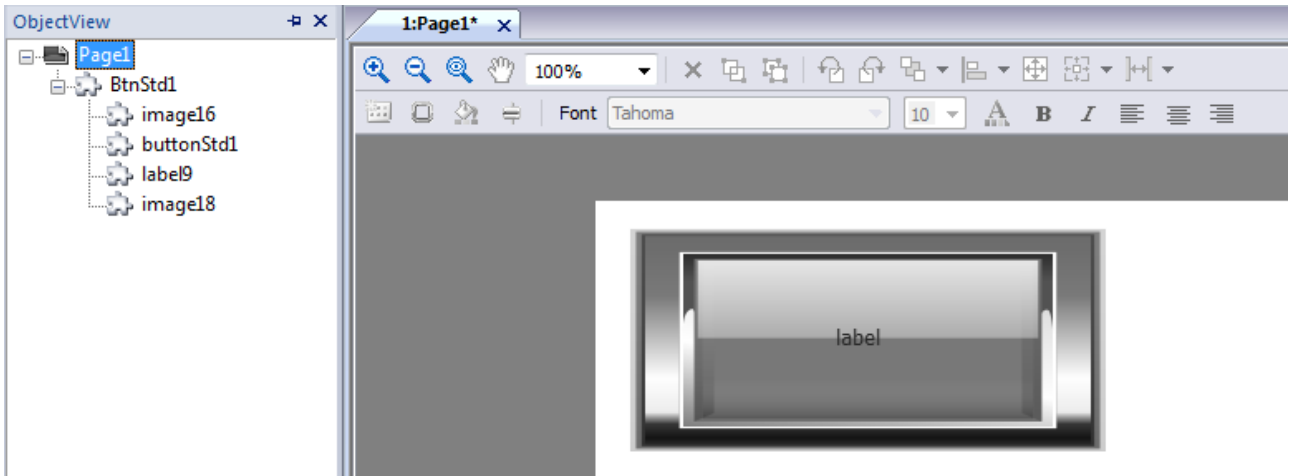 ObjectView
1:Page1*
Page1
BtnStd1
image16
buttonStd1
label9
image18
100%
Font Tahoma 10 A B I
label